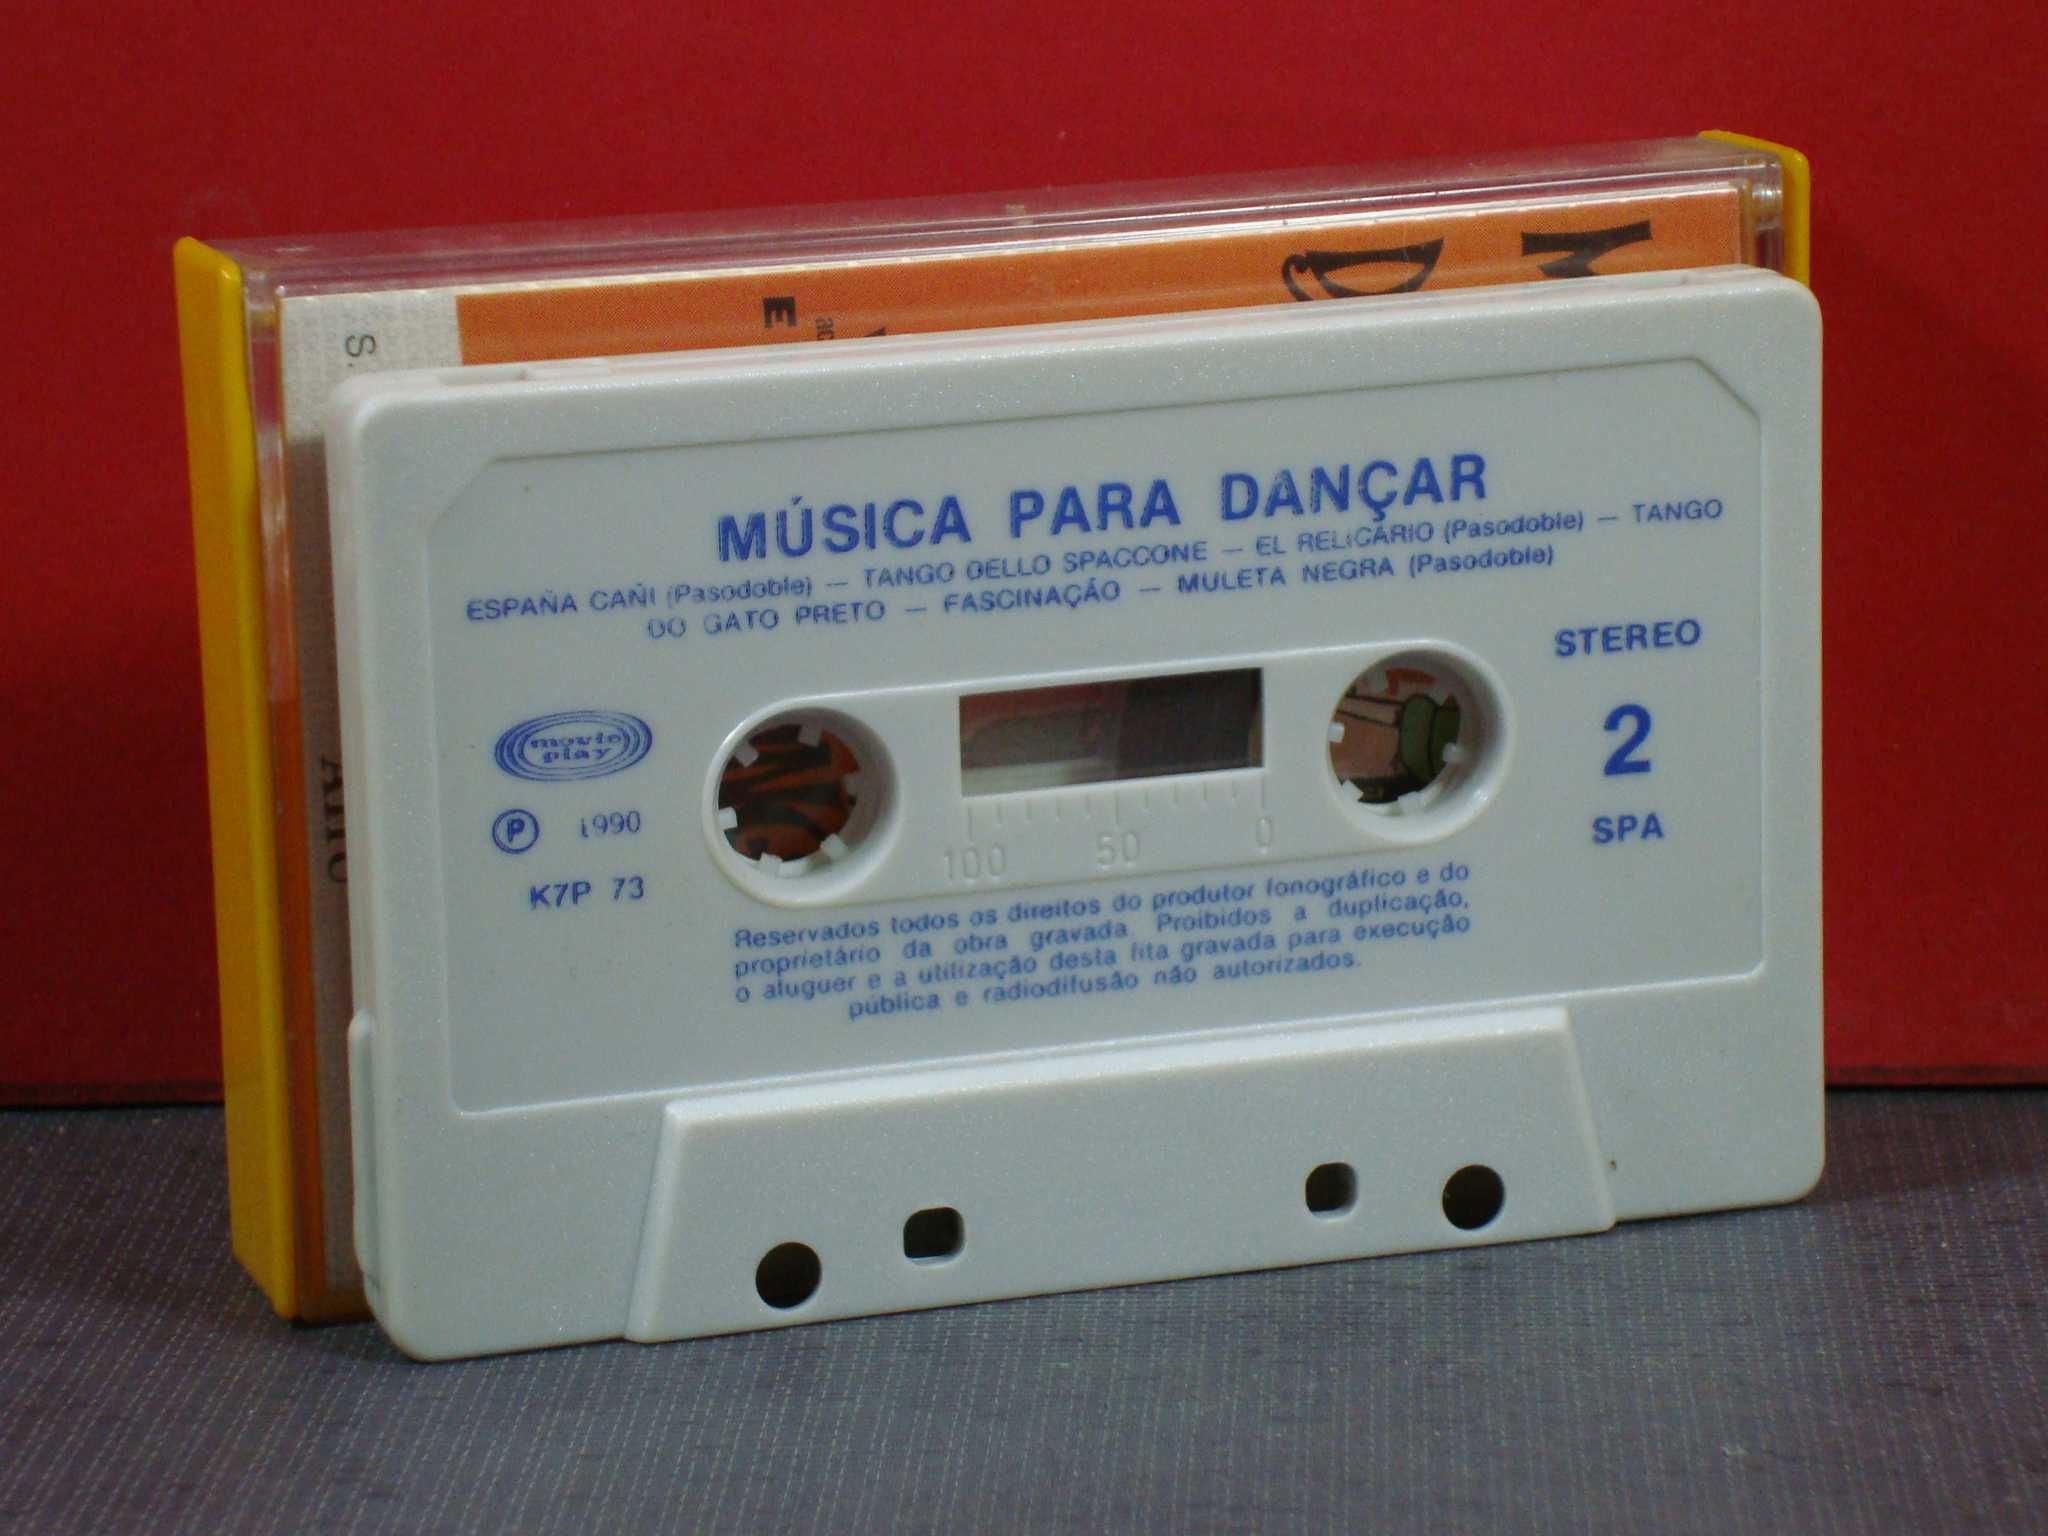 S.
E
D
M
MÚSICA PARA DANÇAR
ESPAÑA CAÑI (Pasodoble) — TANGO DELLO SPACCONE — EL RELICÁRIO (Pasodoble) — TANGO
DO GATO PRETO — FASCINAÇÃO — MULETA NEGRA (Pasodoble)
STEREO
movie
play
2
Ⓟ 1990
SPA
K7P 73
100 50 0
Reservados todos os direitos do produtor fonográfico e do
proprietário da obra gravada. Proibidos a duplicação,
o aluguer e a utilização desta fita gravada para execução
pública e radiodifusão não autorizados.